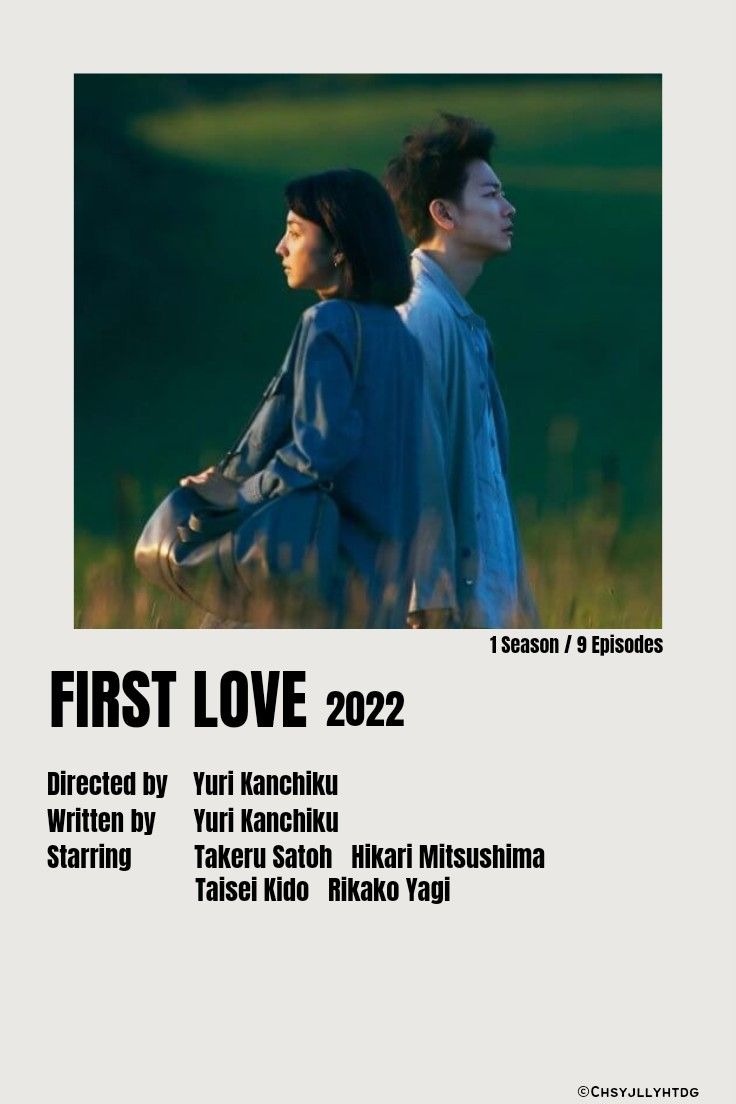 1 Season / 9 Episodes
FIRST LOVE 2022
Directed by Yuri Kanchiku
Written by Yuri Kanchiku
Starring Takeru Satoh Hikari Mitsushima
Taisei Kido Rikako Yagi
©CHSYJLLYHTDG